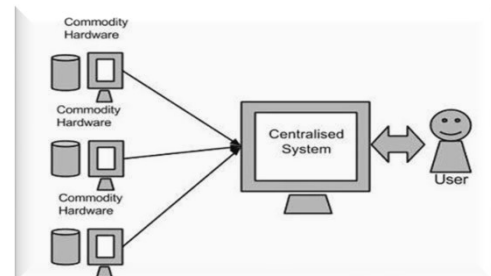 Commodity
Hardware
Commodity
Hardware
Commodity
Hardware
Centralised
System
User